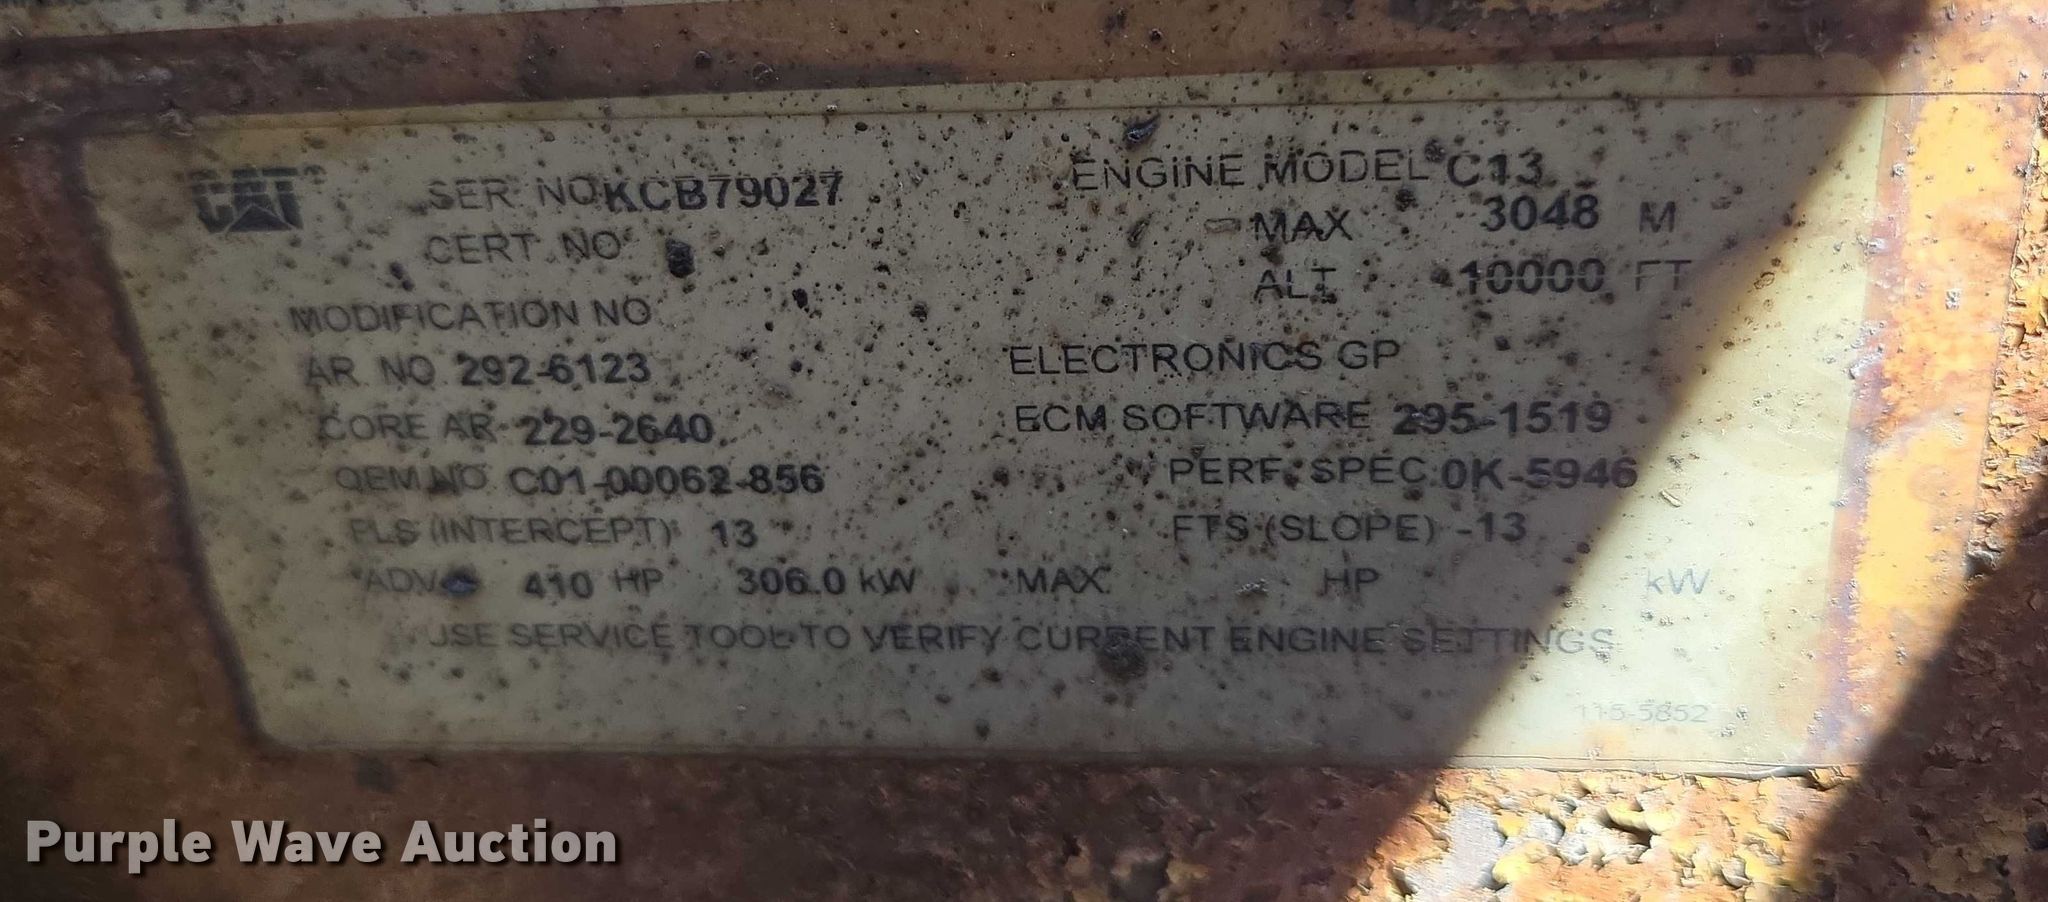 CAT SER NO KCB79027 ENGINE MODEL C13
CERT NO MAX 3048 M
ALT 10000 FT
MODIFICATION NO
AR NO 292-6123 ELECTRONICS GP
CORE AR 229-2640 ECM SOFTWARE 295-1519
OEM NO C01-00062-856 PERF SPEC 0K-5946
FLS (INTERCEPT) 13 FTS (SLOPE) -13
ADV 410 HP 306.0 kW MAX HP kW
USE SERVICE TOOL TO VERIFY CURRENT ENGINE SETTINGS
115-5852
Purple Wave Auction